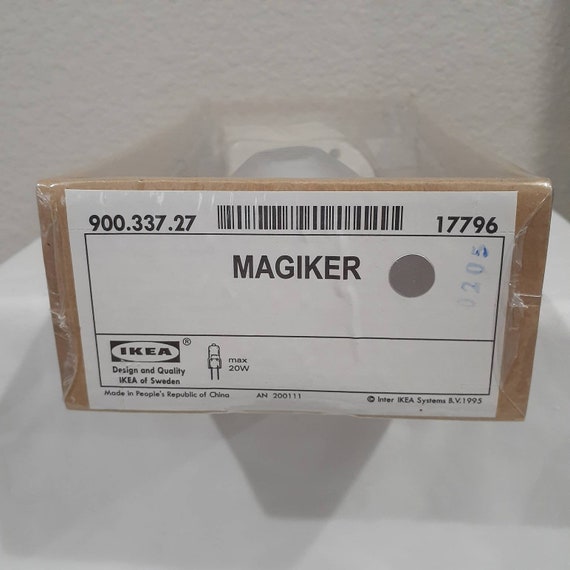 900.337.27 17796
MAGIKER
0205
IKEA ®
max
20W
Design and Quality
IKEA of Sweden
Made in People's Republic of China AN 200111 © Inter IKEA Systems B.V.1995